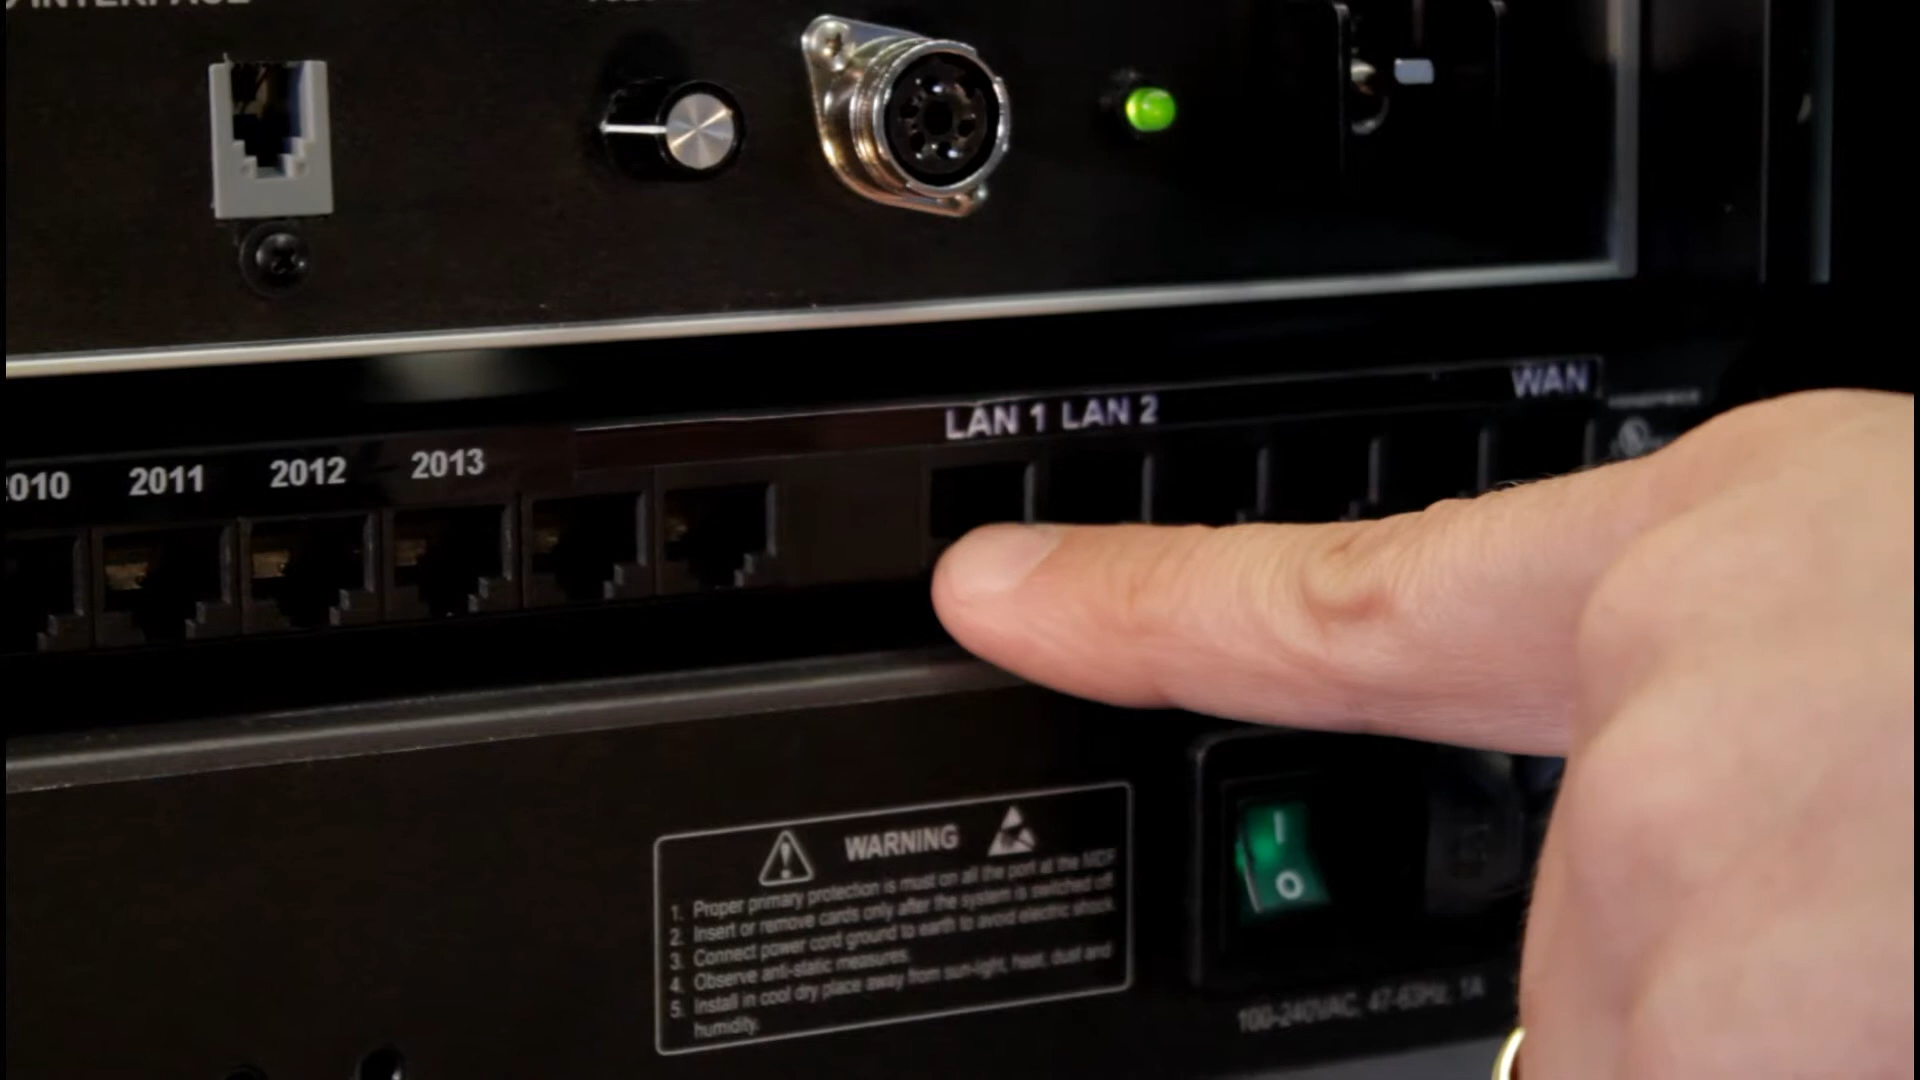 INTERFACE
LAN 1 LAN 2
WAN
2010 2011 2012 2013
WARNING
1. Proper primary protection is must on all the port at the MDF
2. Insert or remove cards only after the system is switched off
3. Connect power cord ground to earth to avoid electric shock.
4. Observe anti-static measures.
5. Install in cool dry place away from sun-light, heat, dust and
humidity.
I
O
100-240VAC, 47-63Hz, 1A